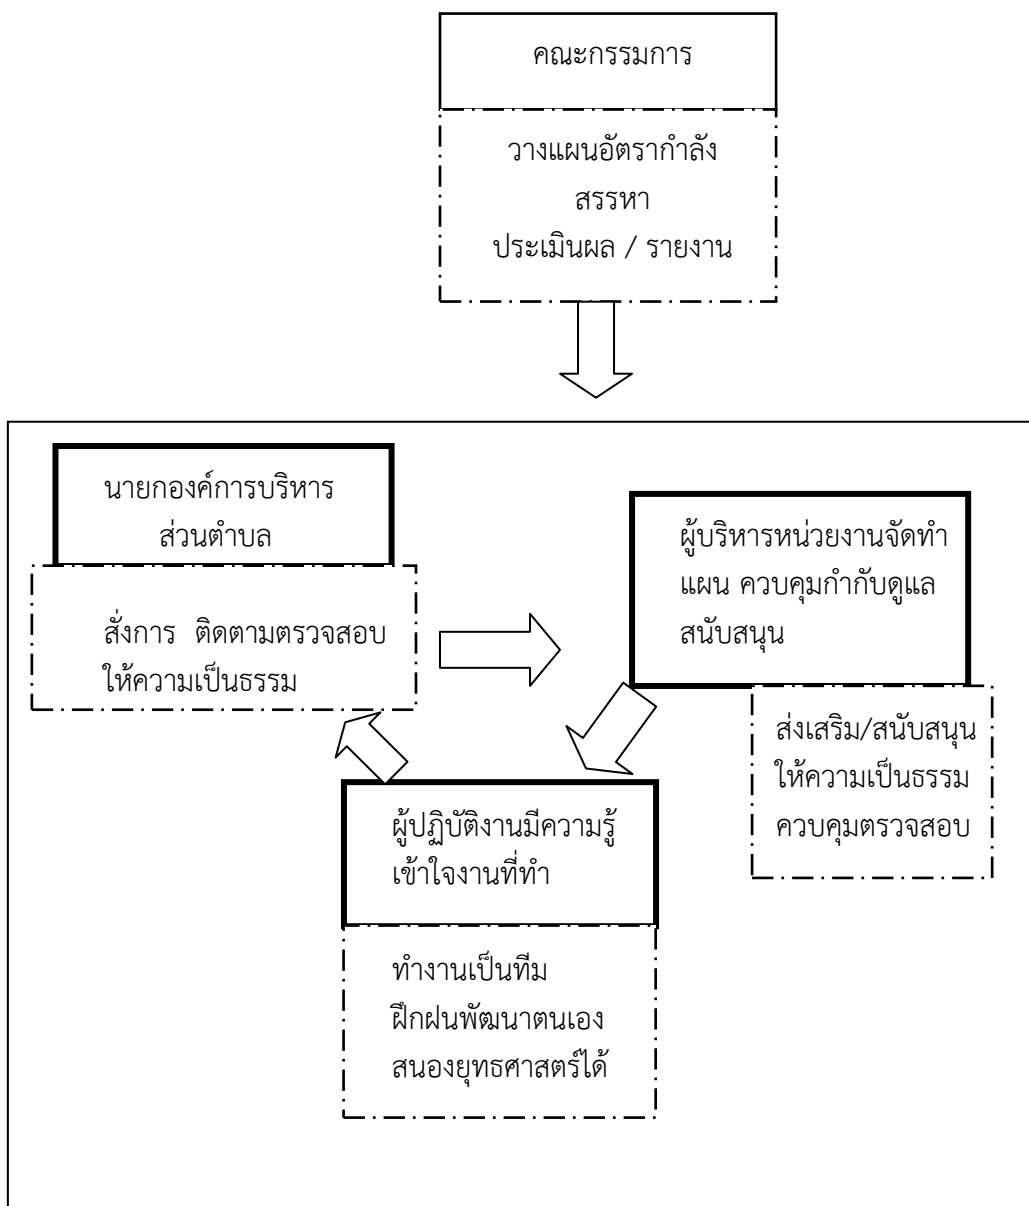 คณะกรรมการ
วางแผนอัตรากำลัง
สรรหา
ประเมินผล / รายงาน
นายกองค์การบริหาร
ส่วนตำบล
สั่งการ ติดตามตรวจสอบ
ให้ความเป็นธรรม
ผู้บริหารหน่วยงานจัดทำ
แผน ควบคุมกำกับดูแล
สนับสนุน
ส่งเสริม/สนับสนุน
ให้ความเป็นธรรม
ควบคุมตรวจสอบ
ผู้ปฏิบัติงานมีความรู้
เข้าใจงานที่ทำ
ทำงานเป็นทีม
ฝึกฝนพัฒนาตนเอง
สนองยุทธศาสตร์ได้